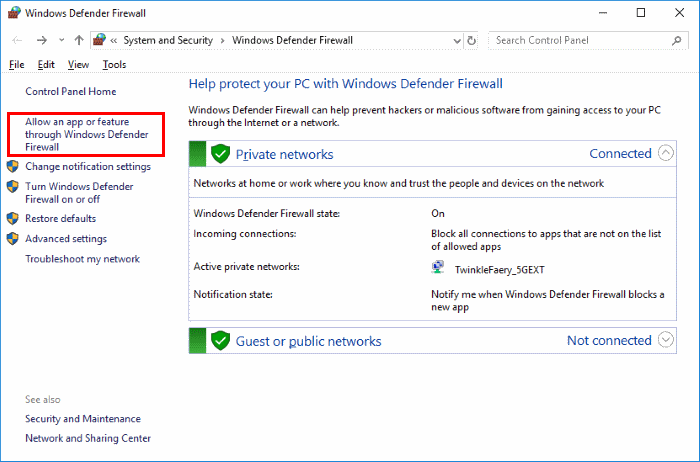 Windows Defender Firewall
« System and Security > Windows Defender Firewall
Search Control Panel
File Edit View Tools
Control Panel Home
Allow an app or feature
through Windows Defender
Firewall
Change notification settings
Turn Windows Defender
Firewall on or off
Restore defaults
Advanced settings
Troubleshoot my network
See also
Security and Maintenance
Network and Sharing Center
Help protect your PC with Windows Defender Firewall
Windows Defender Firewall can help prevent hackers or malicious software from gaining access to your PC
through the Internet or a network.
Private networks Connected
Networks at home or work where you know and trust the people and devices on the network
Windows Defender Firewall state: On
Incoming connections: Block all connections to apps that are not on the list
of allowed apps
Active private networks: TwinkleFaery_5GEXT
Notification state: Notify me when Windows Defender Firewall blocks a
new app
Guest or public networks Not connected